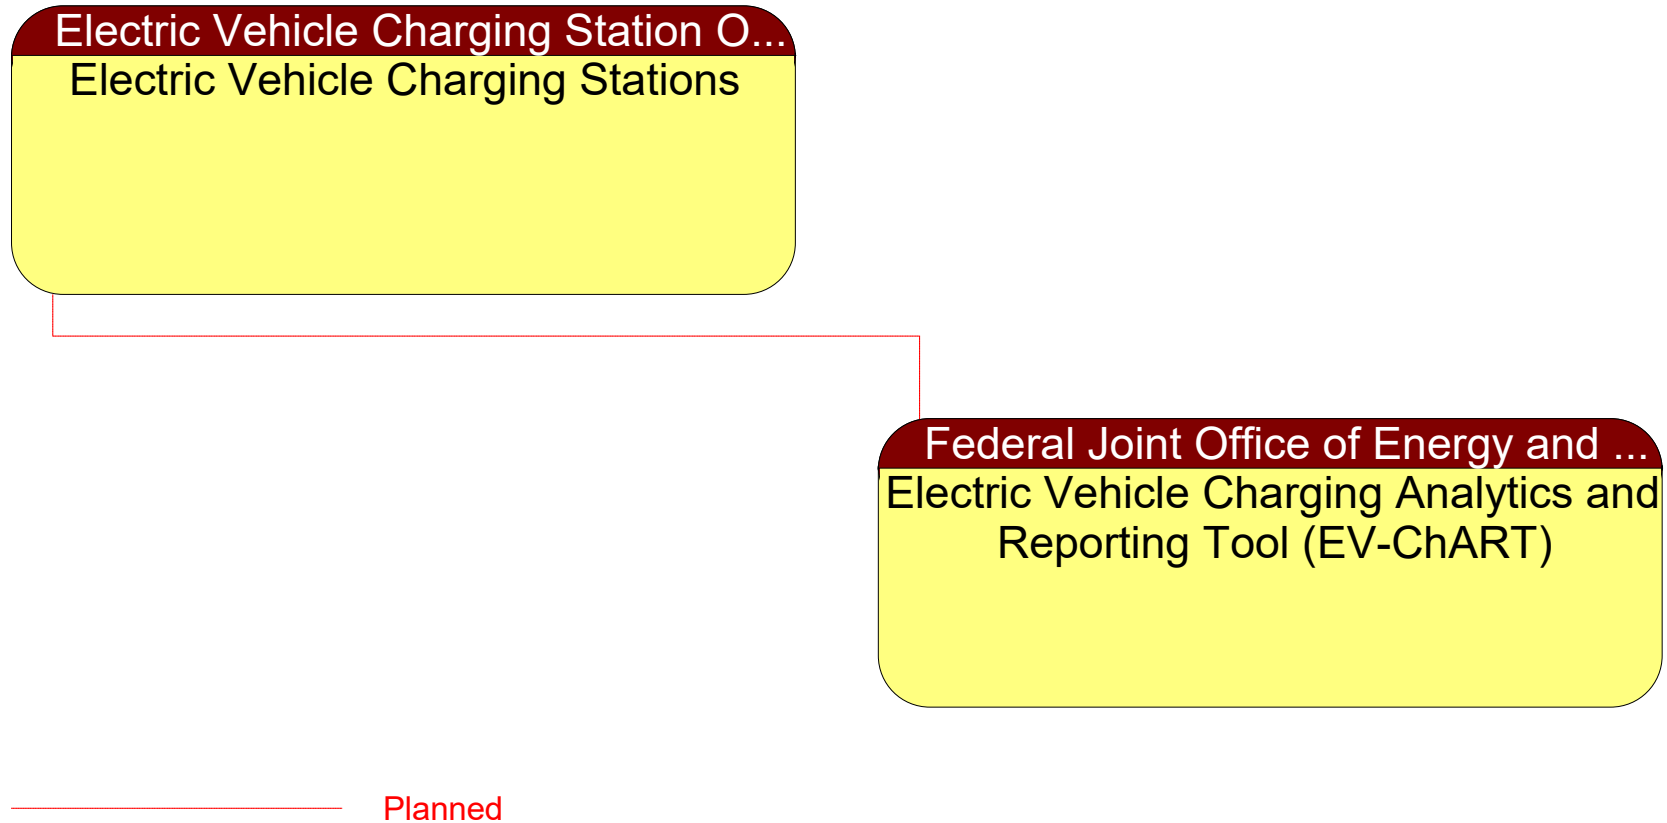 Electric Vehicle Charging Station O...
Electric Vehicle Charging Stations
Federal Joint Office of Energy and ...
Electric Vehicle Charging Analytics and
Reporting Tool (EV-ChART)
Planned